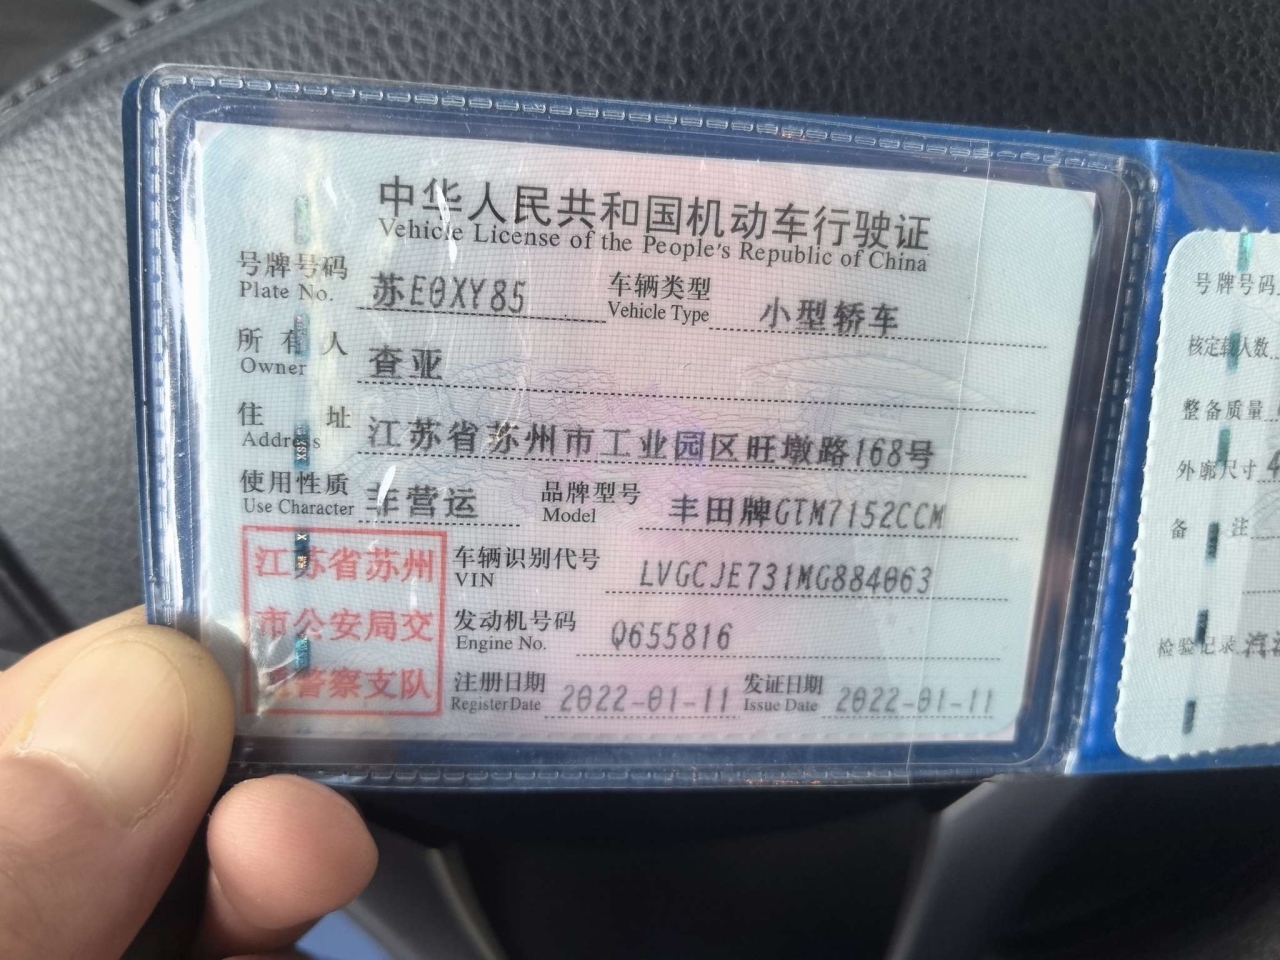 中华人民共和国机动车行驶证
Vehicle License of the People's Republic of China
号牌号码 苏E0XY85 车辆类型 小型轿车
Plate No. Vehicle Type
所有人 查亚
Owner
住址 江苏省苏州市工业园区旺墩路168号
Address
使用性质 非营运 品牌型号 丰田牌GTM7152CCM
Use Character Model
江苏省苏州
市公安局交
警察支队
车辆识别代号 LVGCJE731MG884063
VIN
发动机号码 Q655816
Engine No.
注册日期 2022-01-11 发证日期 2022-01-11
Register Date Issue Date
号牌号码
核定载人数
整备质量
外廓尺寸 4
备注
检验记录